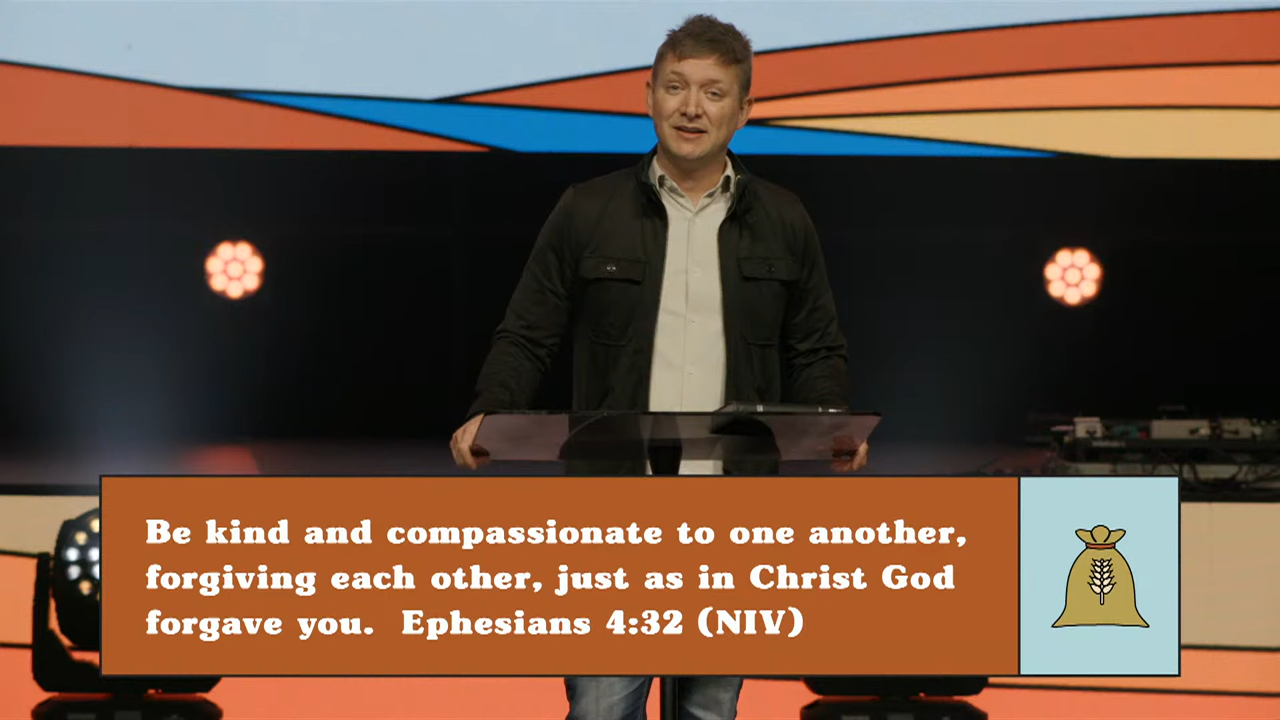 Be kind and compassionate to one another,
forgiving each other, just as in Christ God
forgave you. Ephesians 4:32 (NIV)